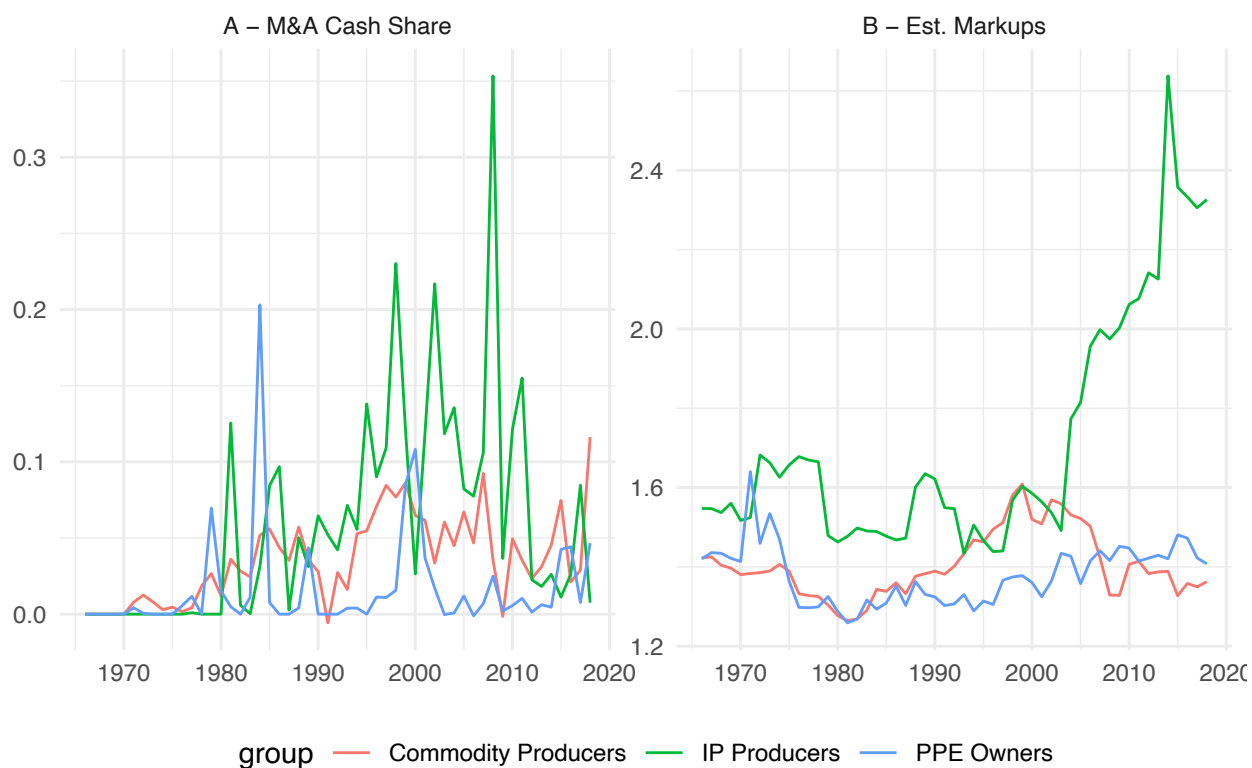 A − M&A Cash Share
B − Est. Markups
0.3
0.2
0.1
0.0
2.4
2.0
1.6
1.2
1970 1980 1990 2000 2010 2020
1970 1980 1990 2000 2010 2020
group Commodity Producers IP Producers PPE Owners